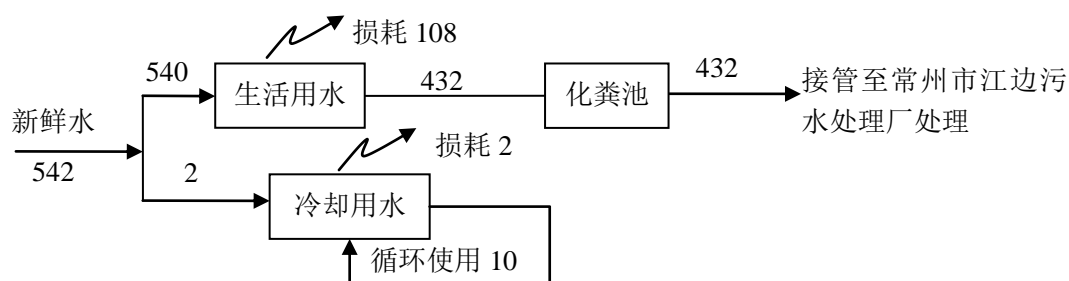 损耗 108
540
生活用水
432
化粪池
432
接管至常州市江边污
水处理厂处理
新鲜水
542
损耗 2
2
冷却用水
循环使用 10